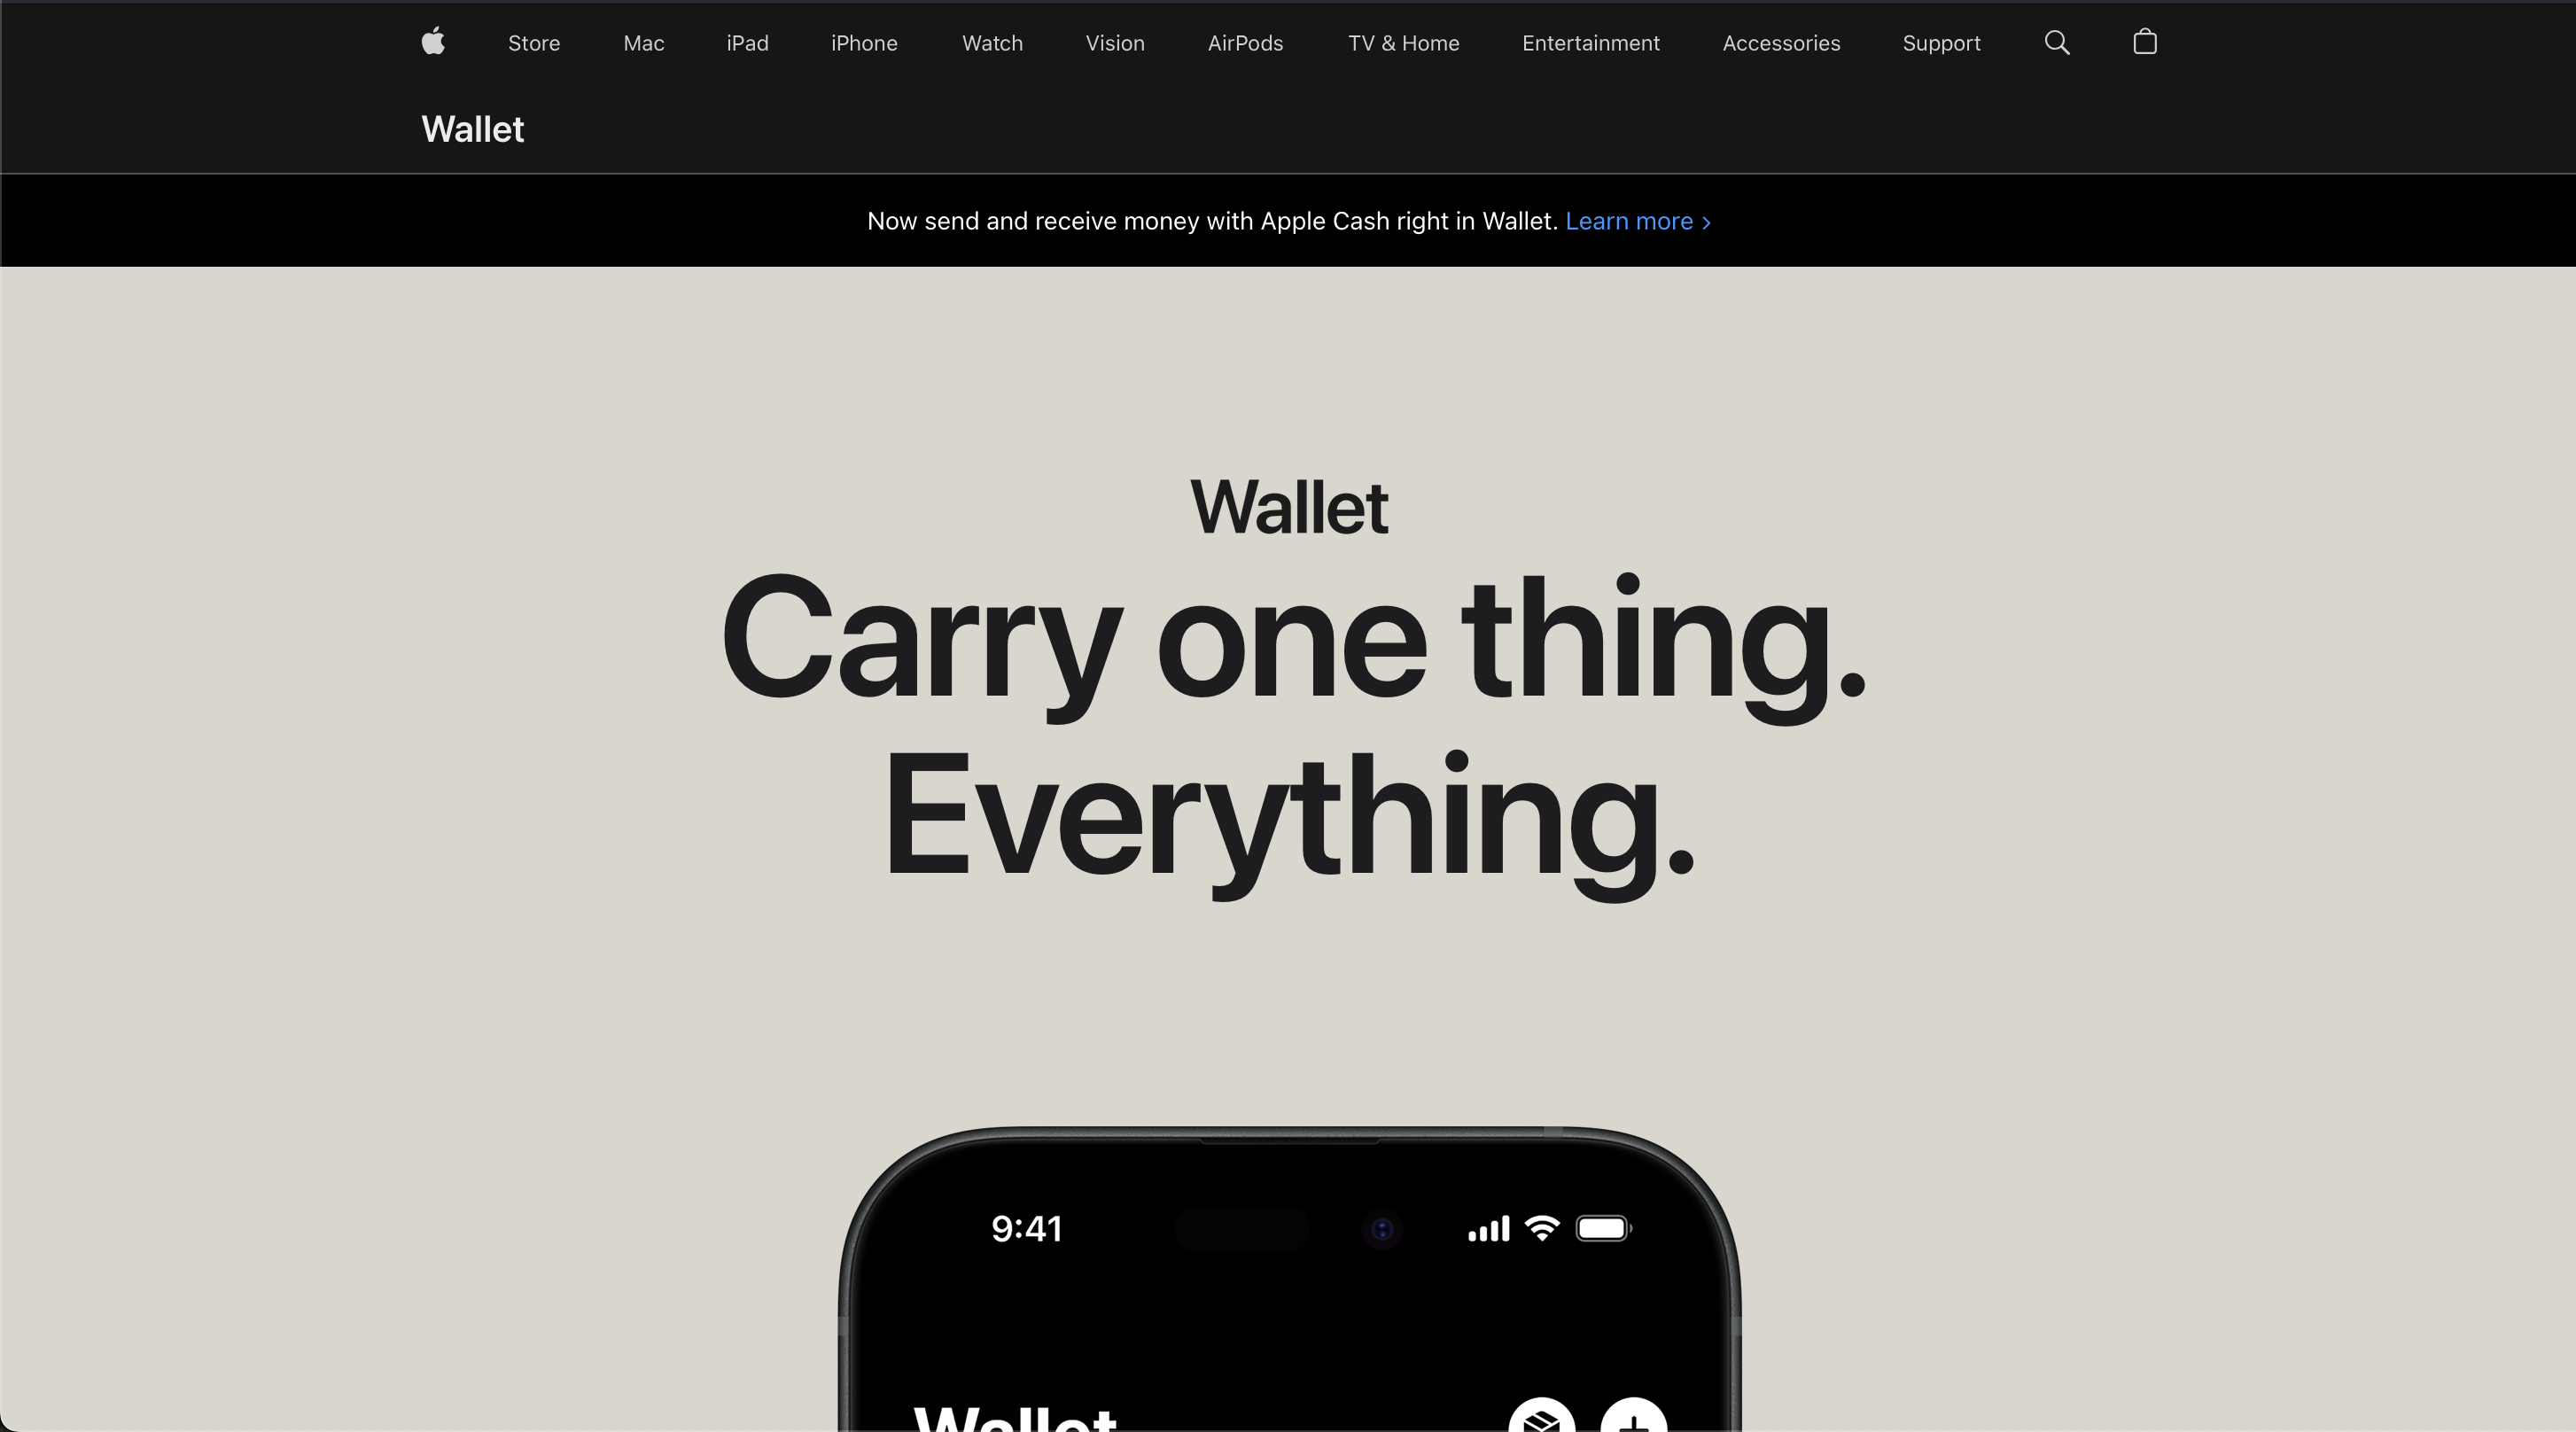 Store Mac iPad iPhone Watch Vision AirPods TV & Home Entertainment Accessories Support
Wallet
Now send and receive money with Apple Cash right in Wallet. Learn more >
Wallet
Carry one thing.
Everything.
9:41
Wallet